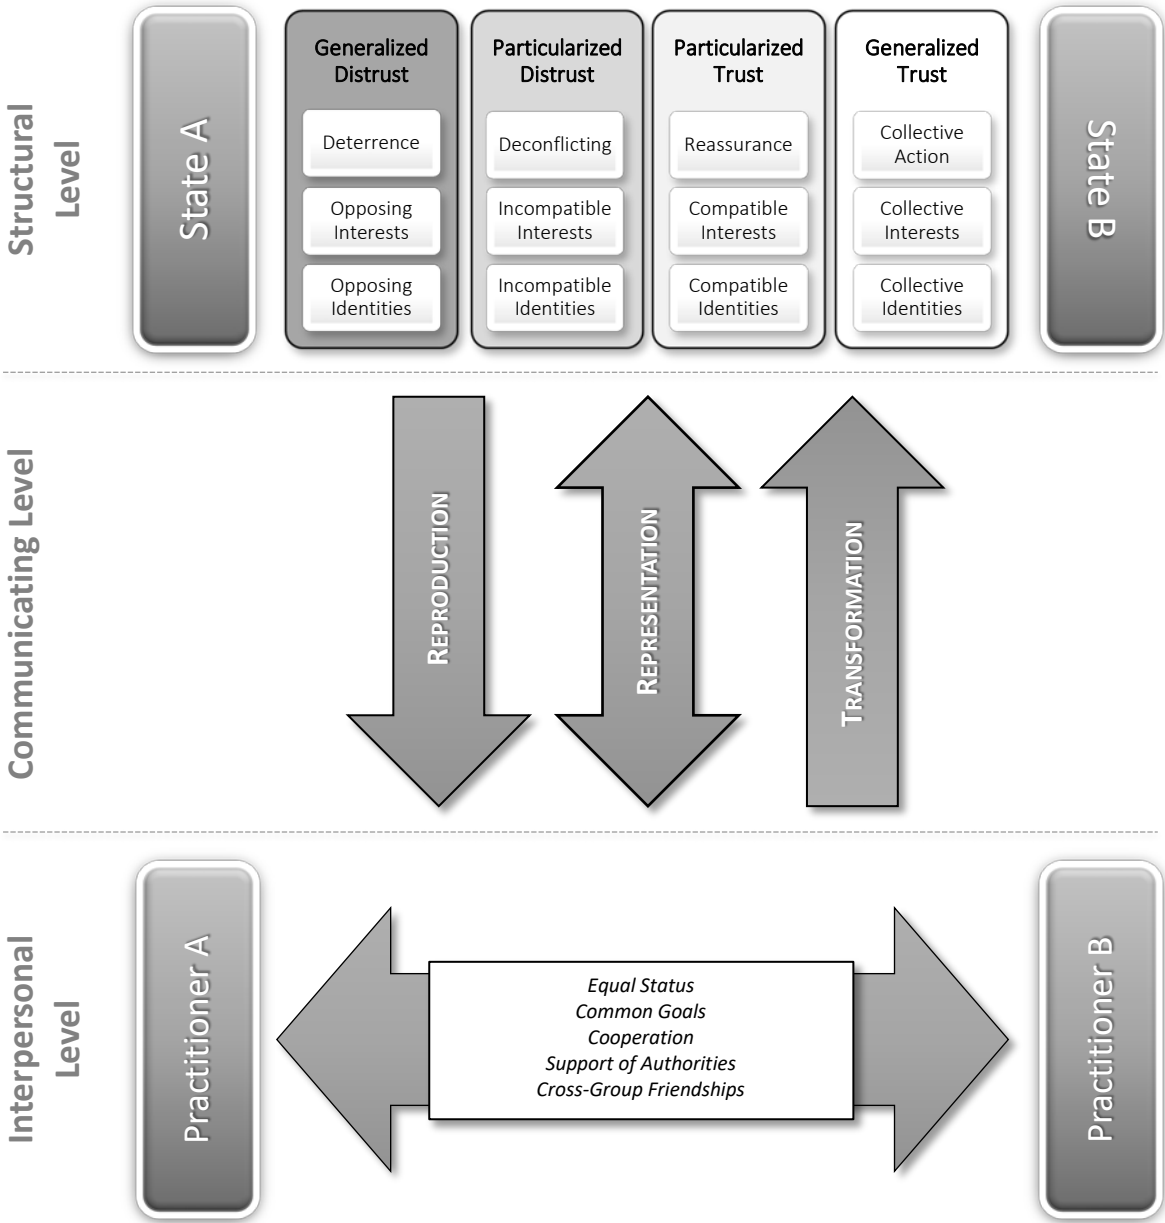 Structural
Level
State A
Generalized
Distrust
Deterrence
Opposing
Interests
Opposing
Identities
Particularized
Distrust
Deconflicting
Incompatible
Interests
Incompatible
Identities
Particularized
Trust
Reassurance
Compatible
Interests
Compatible
Identities
Generalized
Trust
Collective
Action
Collective
Interests
Collective
Identities
State B
Communicating Level
REPRODUCTION
REPRESENTATION
TRANSFORMATION
Interpersonal
Level
Practitioner A
Equal Status
Common Goals
Cooperation
Support of Authorities
Cross-Group Friendships
Practitioner B